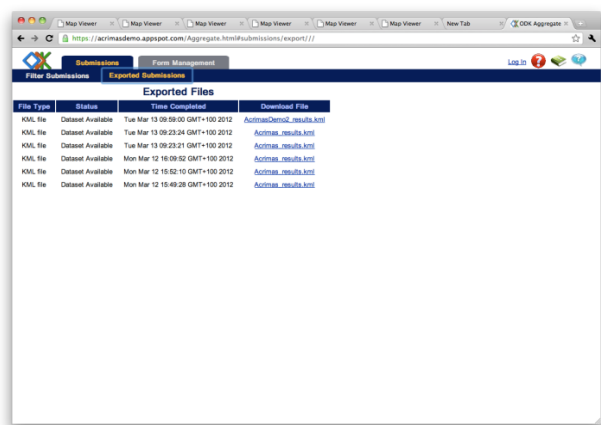 Map Viewer Map Viewer Map Viewer Map Viewer Map Viewer Map Viewer New Tab ODK Aggregate
https://acrimasdemo.appspot.com/Aggregate.html#submissions/export///
Submissions Form Management Log In
Filter Submissions Exported Submissions
Exported Files
File Type Status Time Completed Download File
KML file Dataset Available Tue Mar 13 09:59:00 GMT+100 2012 AcrimasDemo2_results.kml
KML file Dataset Available Tue Mar 13 09:23:24 GMT+100 2012 Acrimas_results.kml
KML file Dataset Available Tue Mar 13 09:23:21 GMT+100 2012 Acrimas_results.kml
KML file Dataset Available Mon Mar 12 16:09:52 GMT+100 2012 Acrimas_results.kml
KML file Dataset Available Mon Mar 12 15:52:10 GMT+100 2012 Acrimas_results.kml
KML file Dataset Available Mon Mar 12 15:49:28 GMT+100 2012 Acrimas_results.kml